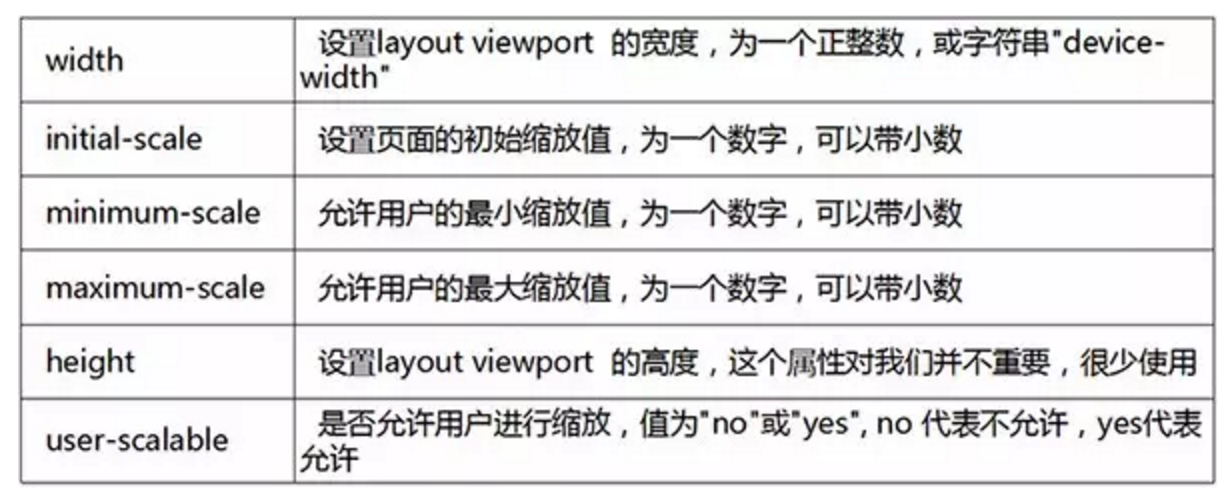 width
设置layout viewport 的宽度，为一个正整数，或字符串"device-
width"
initial-scale
设置页面的初始缩放值，为一个数字，可以带小数
minimum-scale
允许用户的最小缩放值，为一个数字，可以带小数
maximum-scale
允许用户的最大缩放值，为一个数字，可以带小数
height
设置layout viewport 的高度，这个属性对我们并不重要，很少使用
user-scalable
是否允许用户进行缩放，值为"no"或"yes", no 代表不允许，yes代表
允许